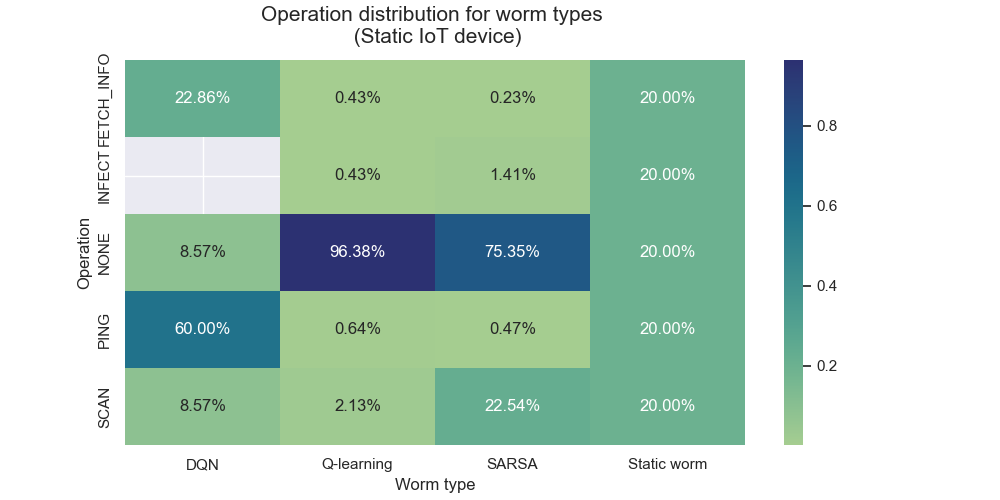 Operation distribution for worm types
(Static IoT device)
Operation
FETCH_INFO
22.86%
0.43%
0.23%
20.00%
INFECT
0.43%
1.41%
20.00%
NONE
8.57%
96.38%
75.35%
20.00%
PING
60.00%
0.64%
0.47%
20.00%
SCAN
8.57%
2.13%
22.54%
20.00%
DQN
Q-learning
SARSA
Static worm
Worm type
0.8
0.6
0.4
0.2